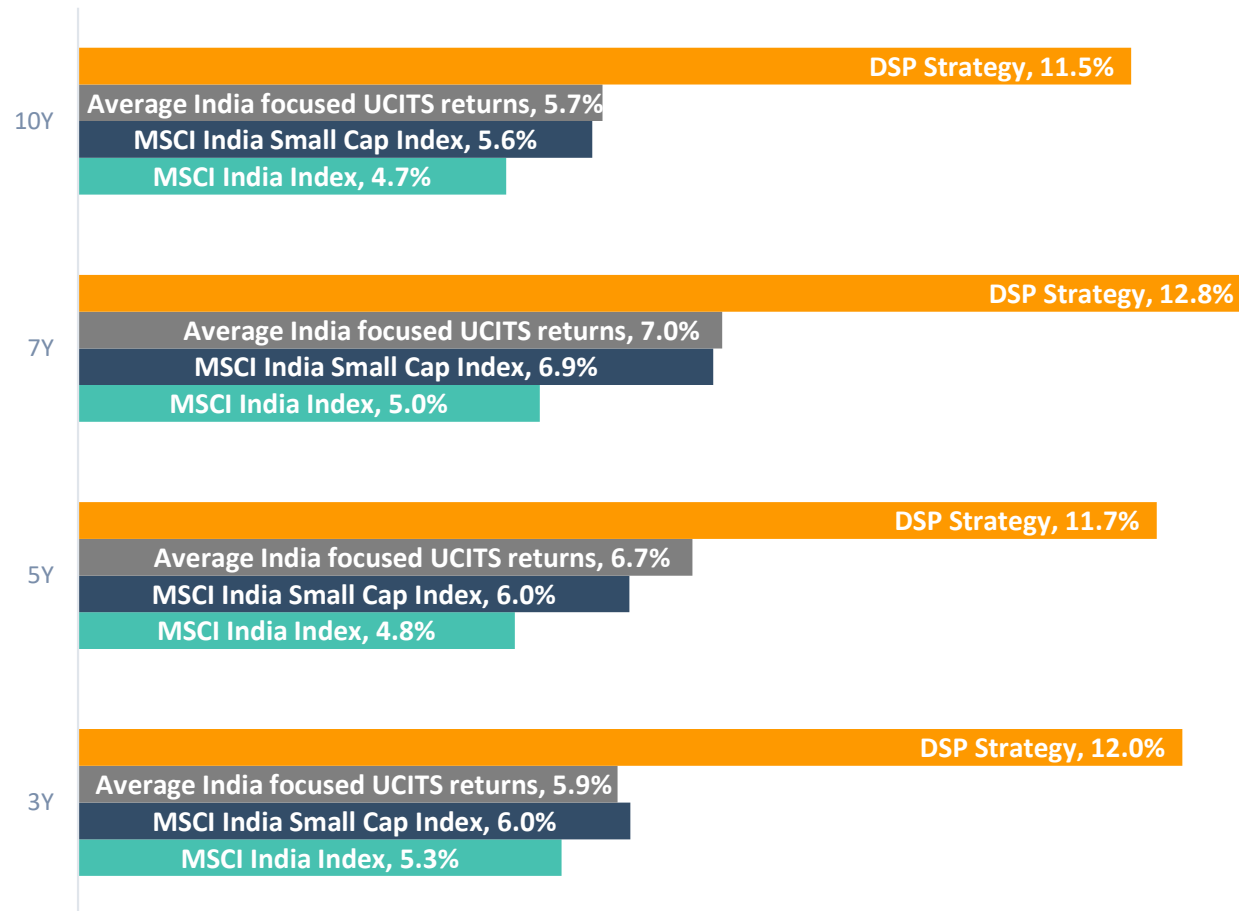 DSP Strategy, 11.5%
Average India focused UCITS returns, 5.7%
10Y
MSCI India Small Cap Index, 5.6%
MSCI India Index, 4.7%
DSP Strategy, 12.8%
Average India focused UCITS returns, 7.0%
7Y
MSCI India Small Cap Index, 6.9%
MSCI India Index, 5.0%
DSP Strategy, 11.7%
Average India focused UCITS returns, 6.7%
5Y
MSCI India Small Cap Index, 6.0%
MSCI India Index, 4.8%
DSP Strategy, 12.0%
Average India focused UCITS returns, 5.9%
3Y
MSCI India Small Cap Index, 6.0%
MSCI India Index, 5.3%